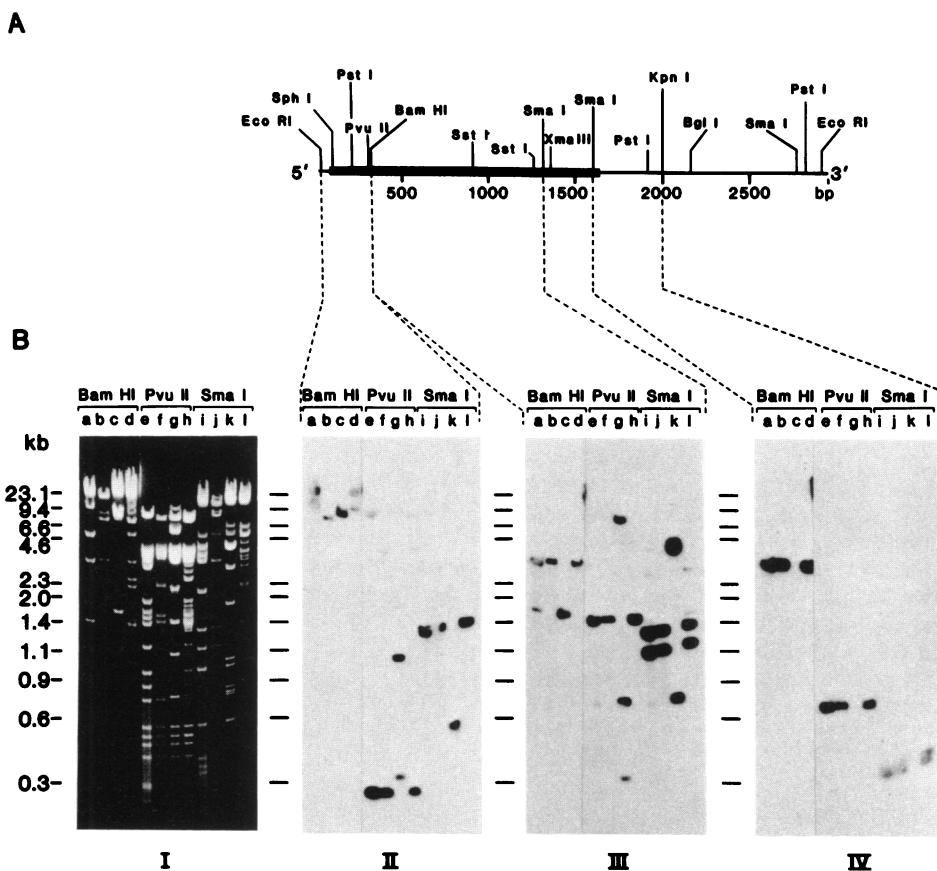 A
Pst I
Kpn I
Pst I
Sph I
Bam HI
Sma I
Sma I
Eco RI
Pvu II
Sst I
Sst I
XmaIII
Pst I
Bgl I
Sma I
Eco RI
5′
3′
500
1000
1500
2000
2500
bp
B
Bam HI Pvu II Sma I
Bam HI Pvu II Sma I
Bam HI Pvu II Sma I
Bam HI Pvu II Sma I
a b c d e f g h i j k l
a b c d e f g h i j k l
a b c d e f g h i j k l
a b c d e f g h i j k l
kb
23.1
9.4
6.6
4.6
2.3
2.0
1.4
1.1
0.9
0.6
0.3
I
II
III
IV